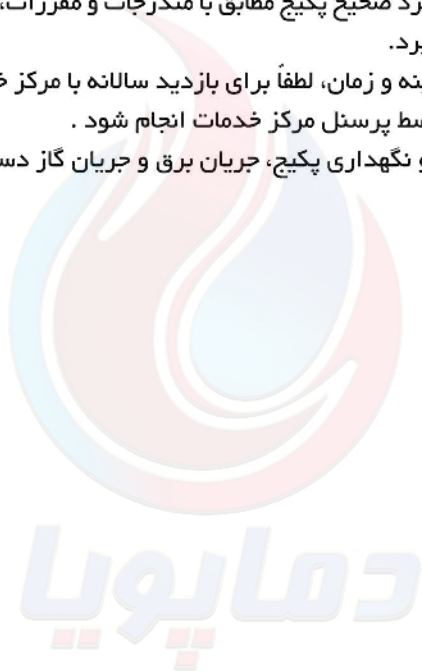 رد صحیح پکیج مطابق با مندرجات و مقررات،
برد.
ینه و زمان، لطفاً برای بازدید سالانه با مرکز خ
سط پرسنل مرکز خدمات انجام شود .
و نگهداری پکیج، جریان برق و جریان گاز دس
دماپویا